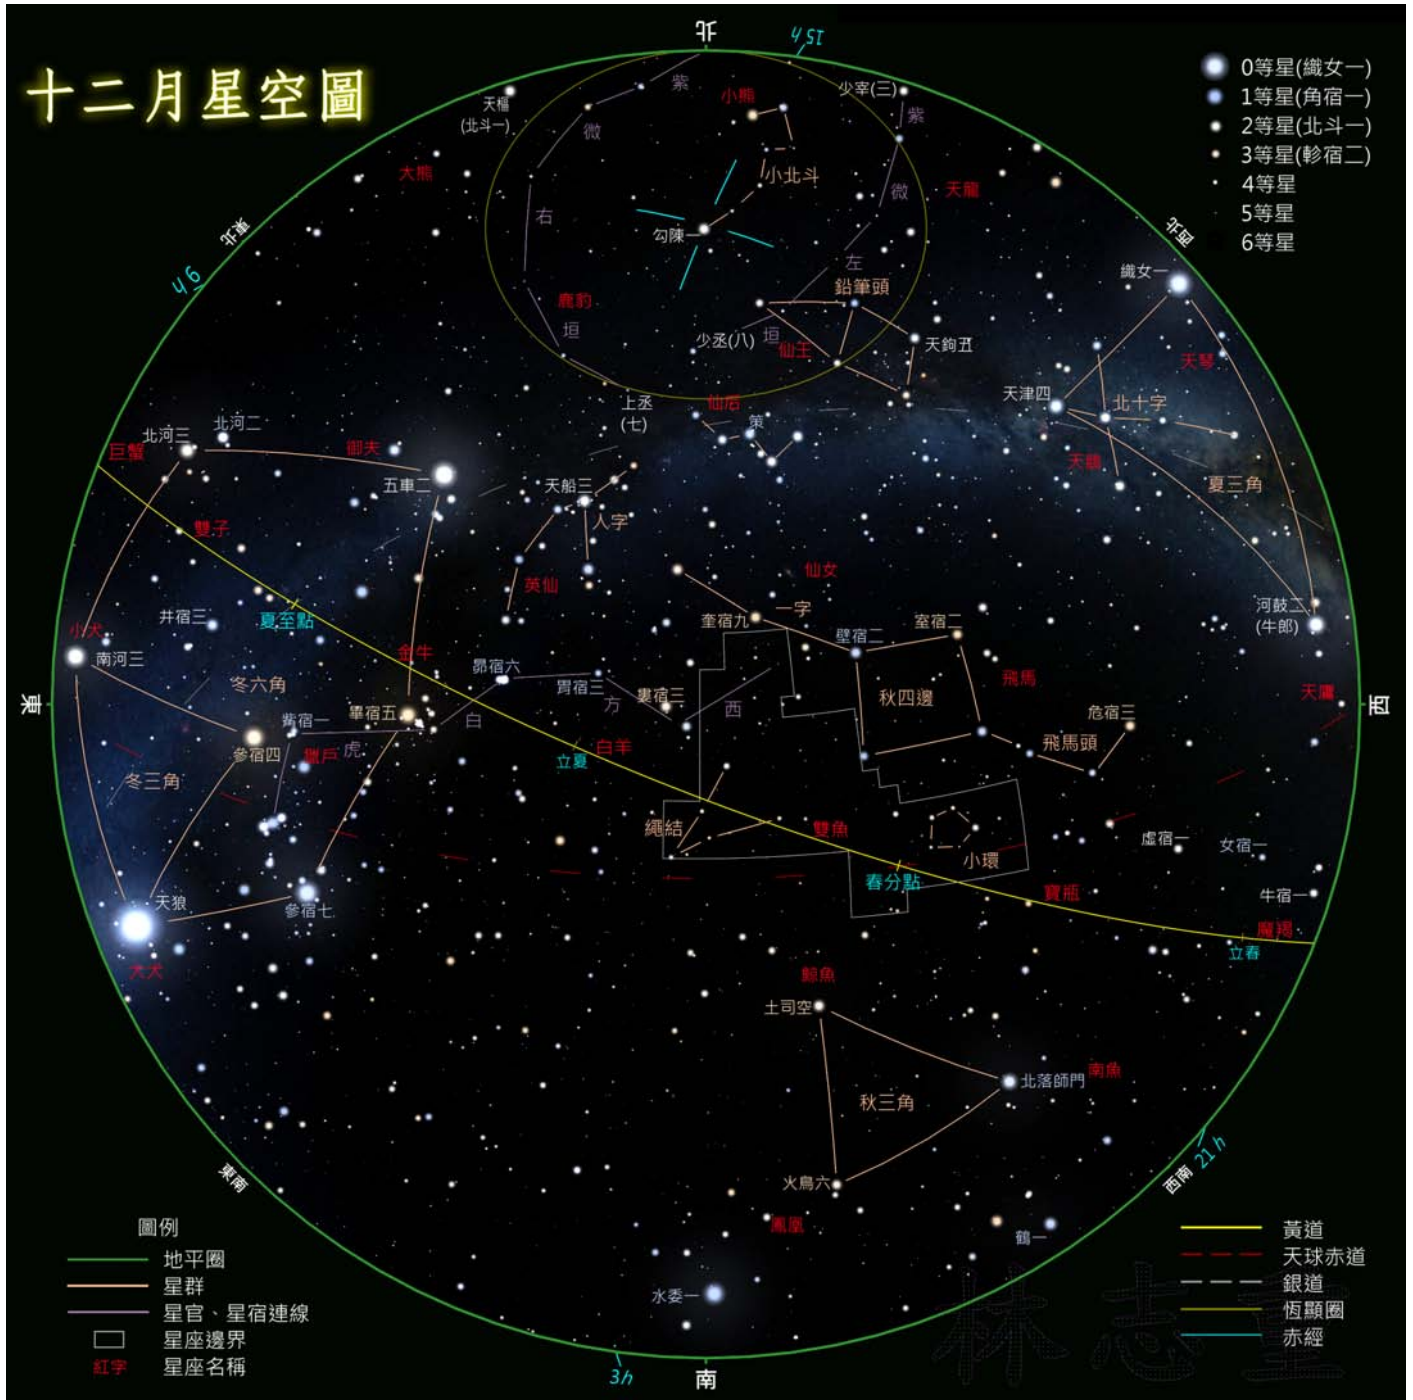 十二月星空圖
北
15h
0等星(織女一)
1等星(角宿一)
2等星(北斗一)
3等星(軫宿二)
4等星
5等星
6等星
天樞
(北斗一)
紫
小熊
少宰(三)
紫
微
大熊
小北斗
微
天龍
右
東北
勾陳一
西北
9h
左
織女一
鹿豹
鉛筆頭
垣
少丞(八)
垣
仙王
天鉤五
天琴
上丞
(七)
仙后
策
天津四
北十字
北河二
北河三
巨蟹
御夫
五車二
天船三
人字
天鵝
夏三角
雙子
英仙
仙女
夏至點
井宿三
奎宿九
一字
壁宿二
室宿二
河鼓二
(牛郎)
小犬
南河三
金牛
昴宿六
胃宿三
方
婁宿三
西
秋四邊
飛馬
天鷹
冬六角
東
觜宿一
畢宿五
白
危宿三
西
參宿四
獵戶
虎
立夏
白羊
飛馬頭
冬三角
繩結
雙魚
小環
虛宿一
女宿一
春分點
寶瓶
牛宿一
天狼
參宿七
魔羯
立春
大犬
鯨魚
土司空
北落師門
南魚
秋三角
東南
火鳥六
西南
21h
鳳凰
鶴一
水委一
3h
南
圖例
地平圈
星群
星官、星宿連線
星座邊界
紅字
星座名稱
黃道
天球赤道
銀道
恆顯圈
赤經
林志重